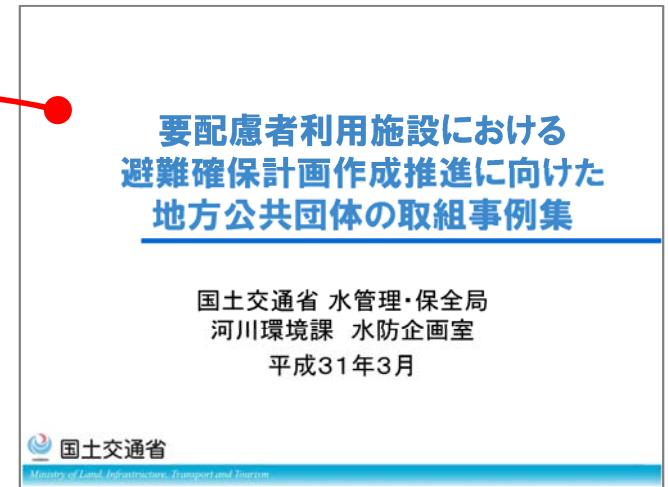 要配慮者利用施設における
避難確保計画作成推進に向けた
地方公共団体の取組事例集
国土交通省 水管理・保全局
河川環境課 水防企画室
平成31年3月
国土交通省
Ministry of Land, Infrastructure, Transport and Tourism